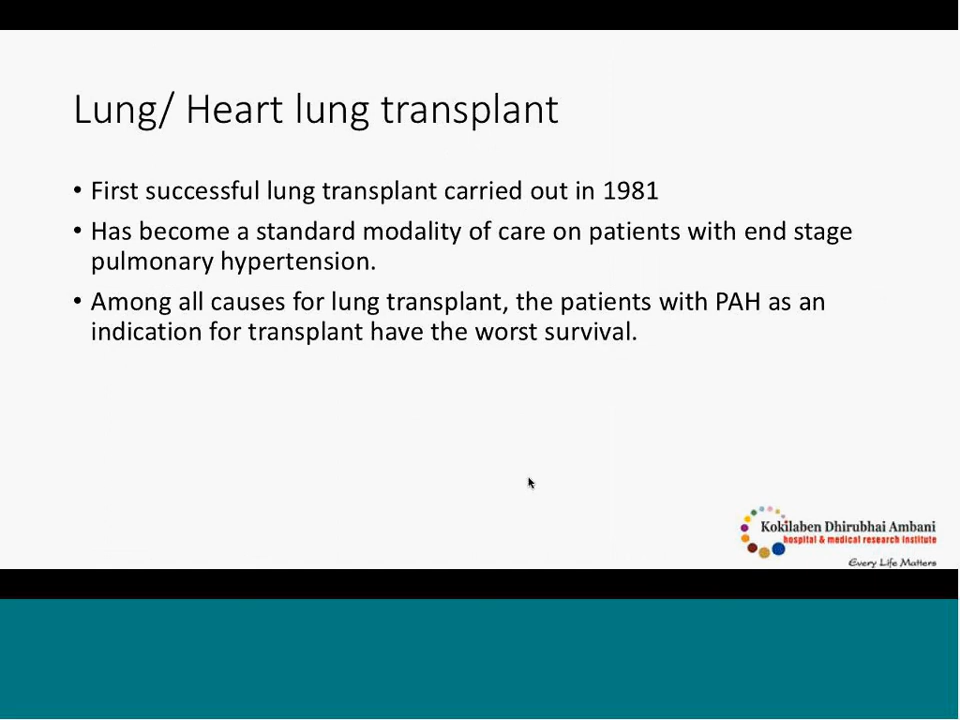 Lung/ Heart lung transplant
• First successful lung transplant carried out in 1981
• Has become a standard modality of care on patients with end stage
pulmonary hypertension.
• Among all causes for lung transplant, the patients with PAH as an
indication for transplant have the worst survival.
Kokilaben Dhirubhai Ambani
hospital & medical research institute
Every Life Matters